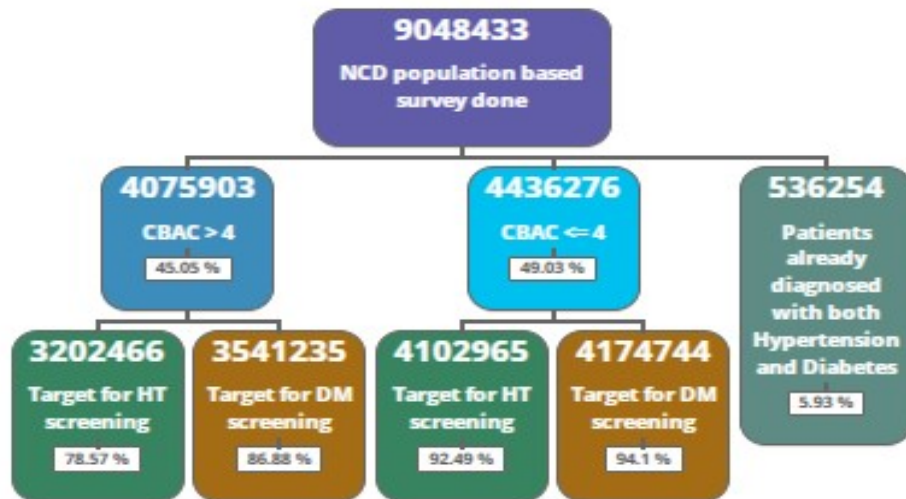 9048433
NCD population based
survey done
4075903
CBAC > 4
45.05 %
4436276
CBAC <= 4
49.03 %
536254
Patients
already
diagnosed
with both
Hypertension
and Diabetes
5.93 %
3202466
Target for HT
screening
78.57 %
3541235
Target for DM
screening
86.88 %
4102965
Target for HT
screening
92.49 %
4174744
Target for DM
screening
94.1 %